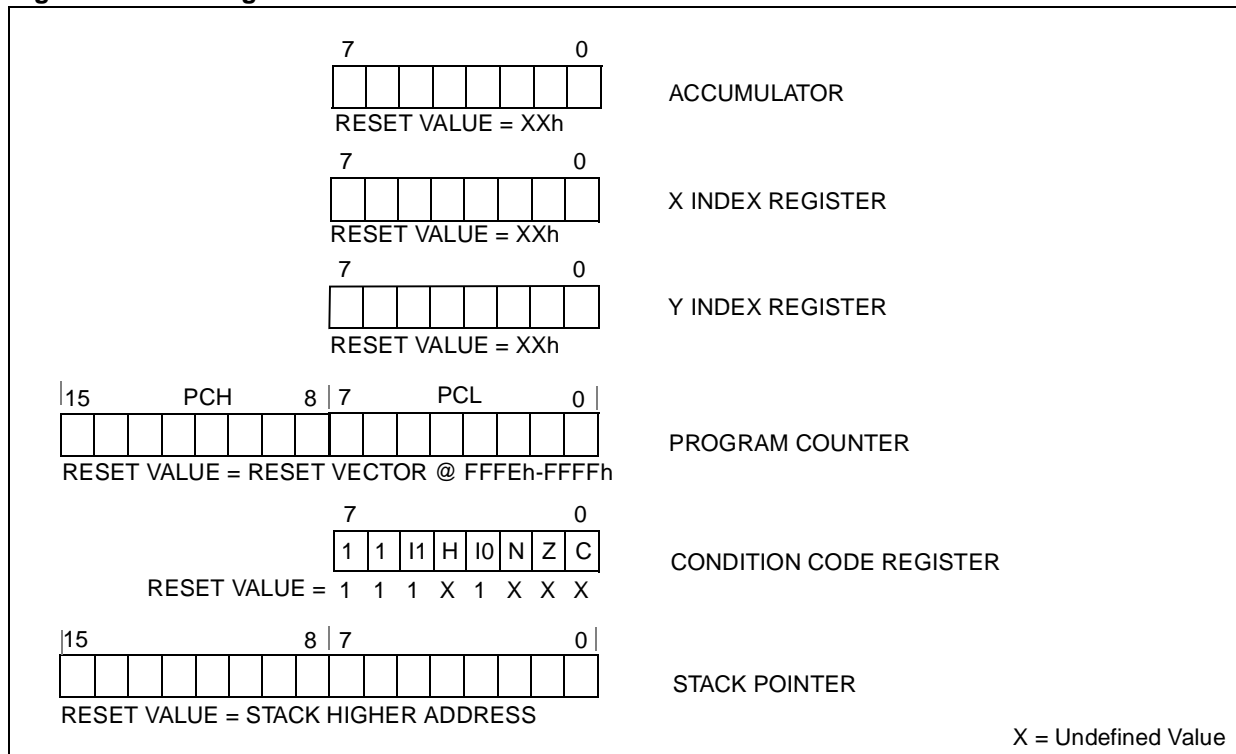 7 0
ACCUMULATOR
RESET VALUE = XXh
7 0
X INDEX REGISTER
RESET VALUE = XXh
7 0
Y INDEX REGISTER
RESET VALUE = XXh
15 PCH 8 7 PCL 0
PROGRAM COUNTER
RESET VALUE = RESET VECTOR @ FFFEh-FFFFh
7 0
1 1 I1 H I0 N Z C
CONDITION CODE REGISTER
RESET VALUE = 1 1 1 X 1 X X X
15 8 7 0
STACK POINTER
RESET VALUE = STACK HIGHER ADDRESS
X = Undefined Value